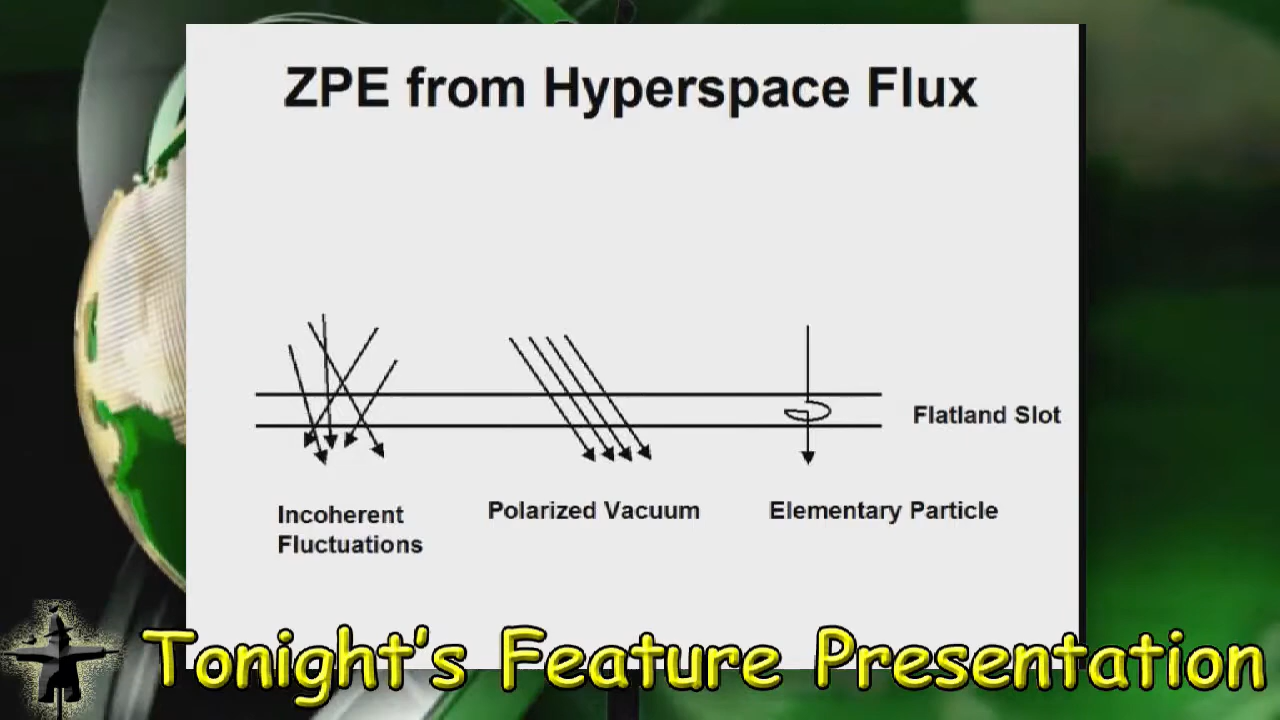 ZPE from Hyperspace Flux
Flatland Slot
Incoherent
Fluctuations
Polarized Vacuum
Elementary Particle
Tonight's Feature Presentation